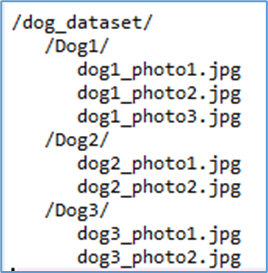 /dog_dataset/
/Dog1/
dog1_photo1.jpg
dog1_photo2.jpg
dog1_photo3.jpg
/Dog2/
dog2_photo1.jpg
dog2_photo2.jpg
/Dog3/
dog3_photo1.jpg
dog3_photo2.jpg